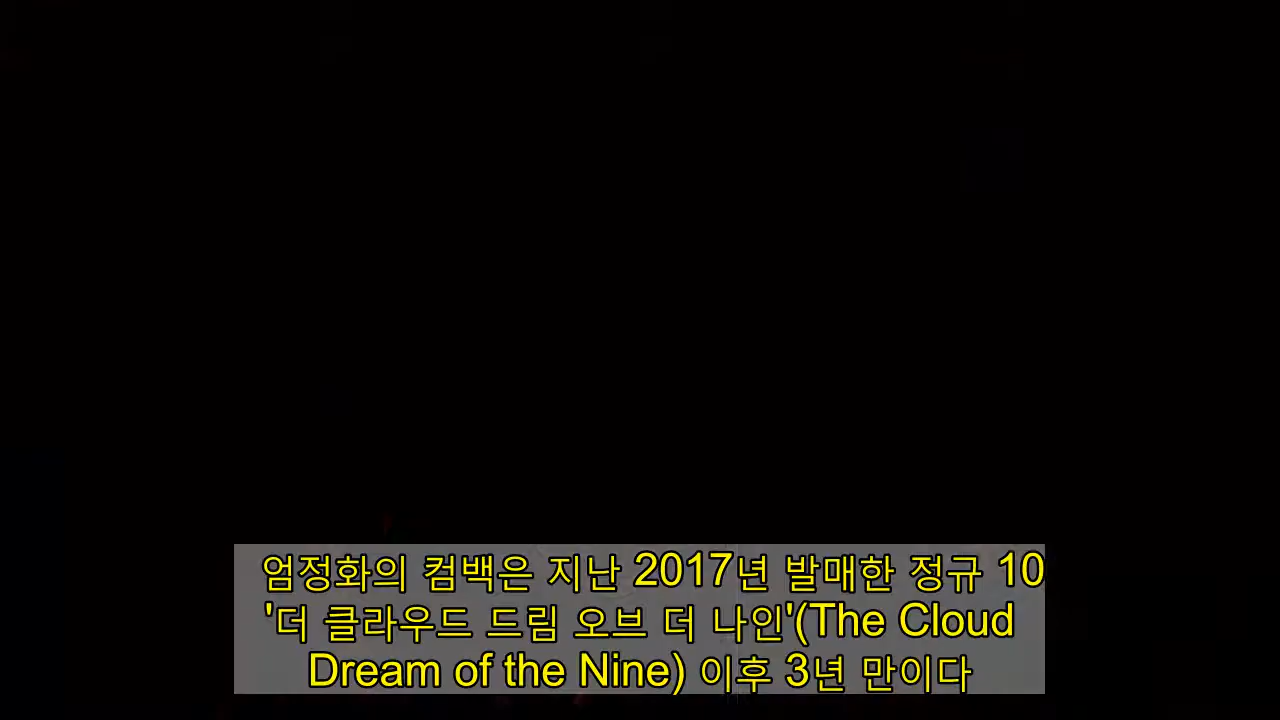 엄정화의 컴백은 지난 2017년 발매한 정규 10
'더 클라우드 드림 오브 더 나인'(The Cloud
Dream of the Nine) 이후 3년 만이다